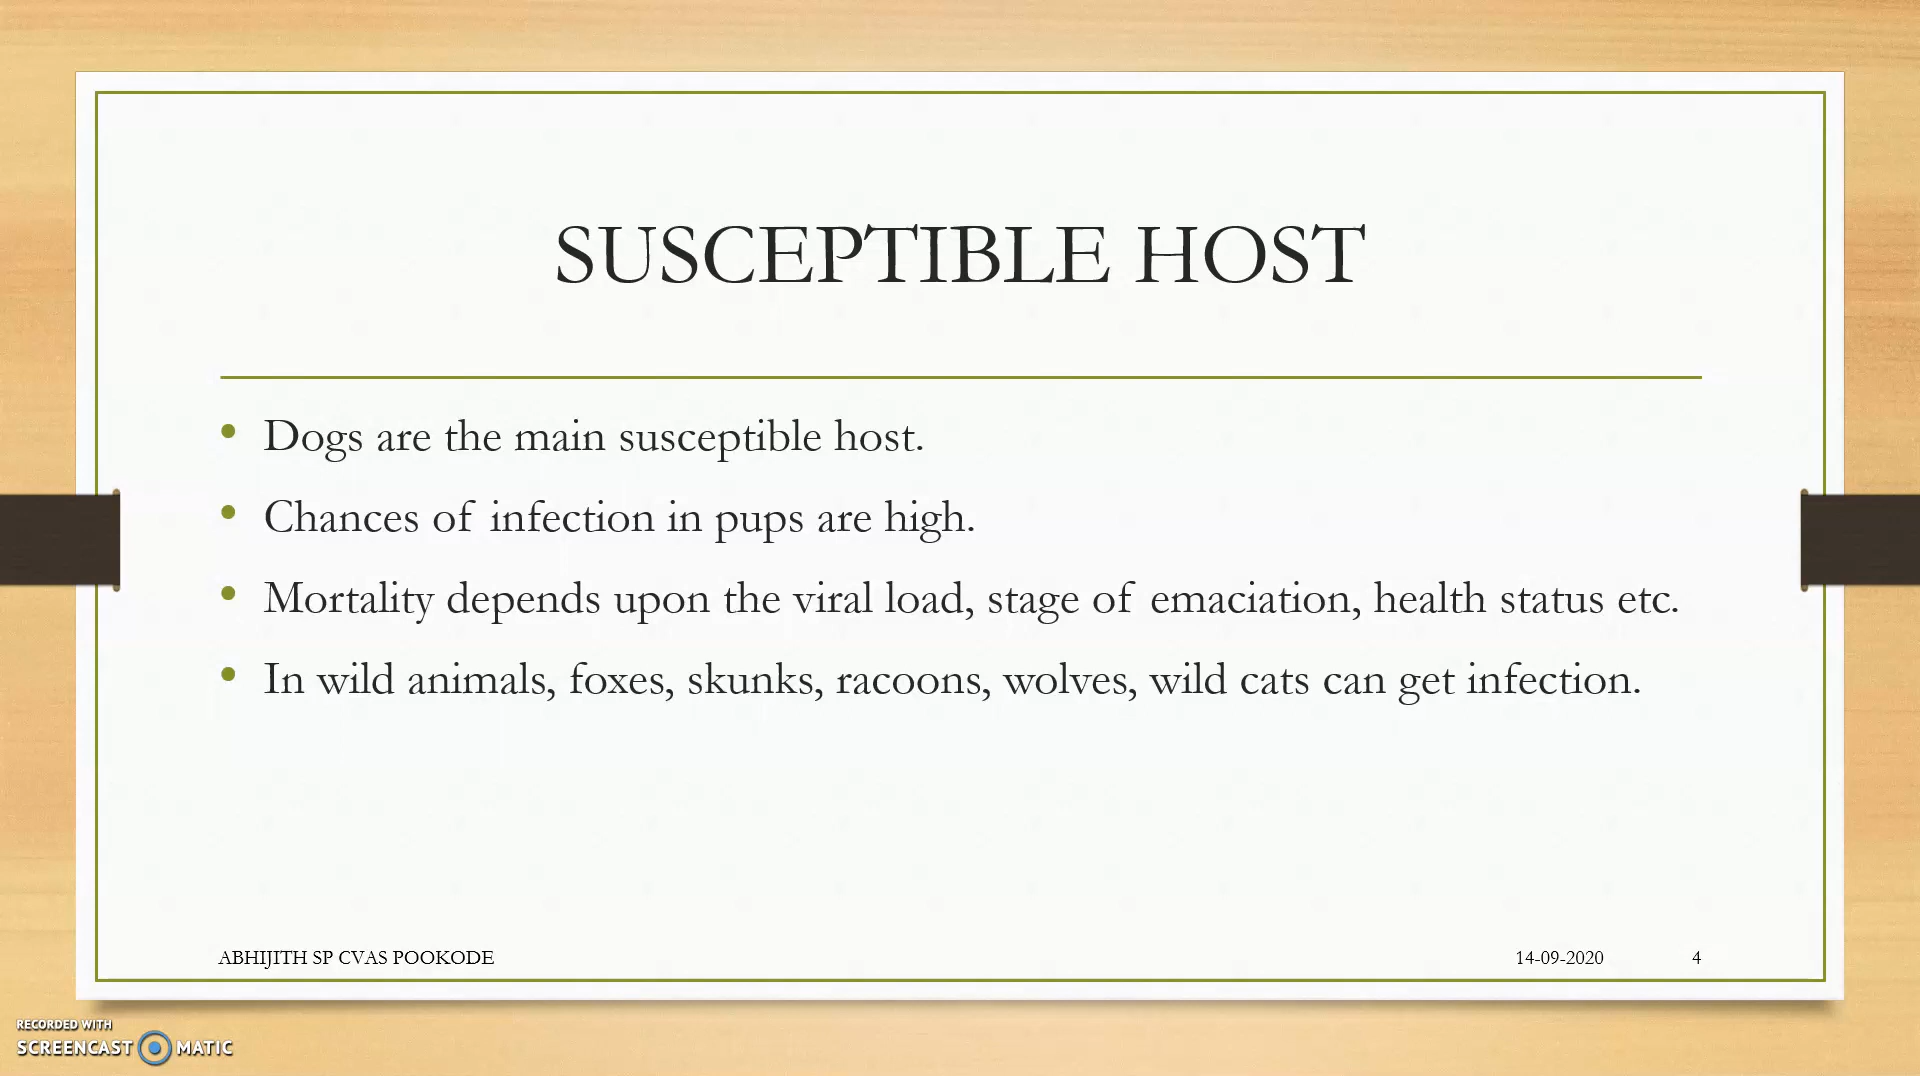 SUSCEPTIBLE HOST
• Dogs are the main susceptible host.
• Chances of infection in pups are high.
• Mortality depends upon the viral load, stage of emaciation, health status etc.
• In wild animals, foxes, skunks, racoons, wolves, wild cats can get infection.
ABHIJITH SP CVAS POOKODE 14-09-2020 4
RECORDED WITH
SCREENCAST MATIC